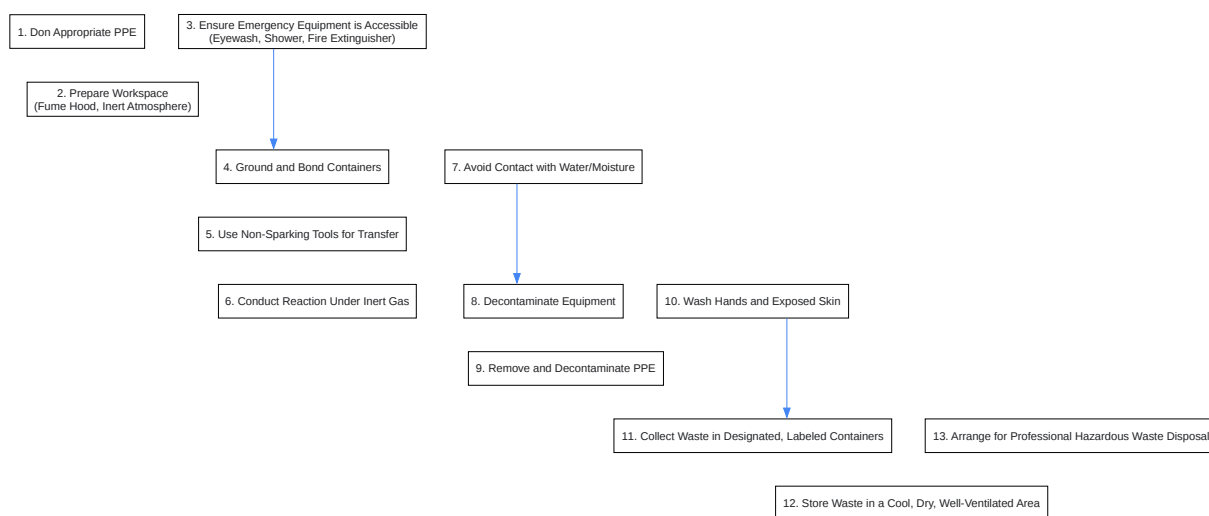 1. Don Appropriate PPE
3. Ensure Emergency Equipment is Accessible
(Eyewash, Shower, Fire Extinguisher)
2. Prepare Workspace
(Fume Hood, Inert Atmosphere)
4. Ground and Bond Containers
7. Avoid Contact with Water/Moisture
5. Use Non-Sparking Tools for Transfer
6. Conduct Reaction Under Inert Gas
8. Decontaminate Equipment
10. Wash Hands and Exposed Skin
9. Remove and Decontaminate PPE
11. Collect Waste in Designated, Labeled Containers
13. Arrange for Professional Hazardous Waste Disposal
12. Store Waste in a Cool, Dry, Well-Ventilated Area